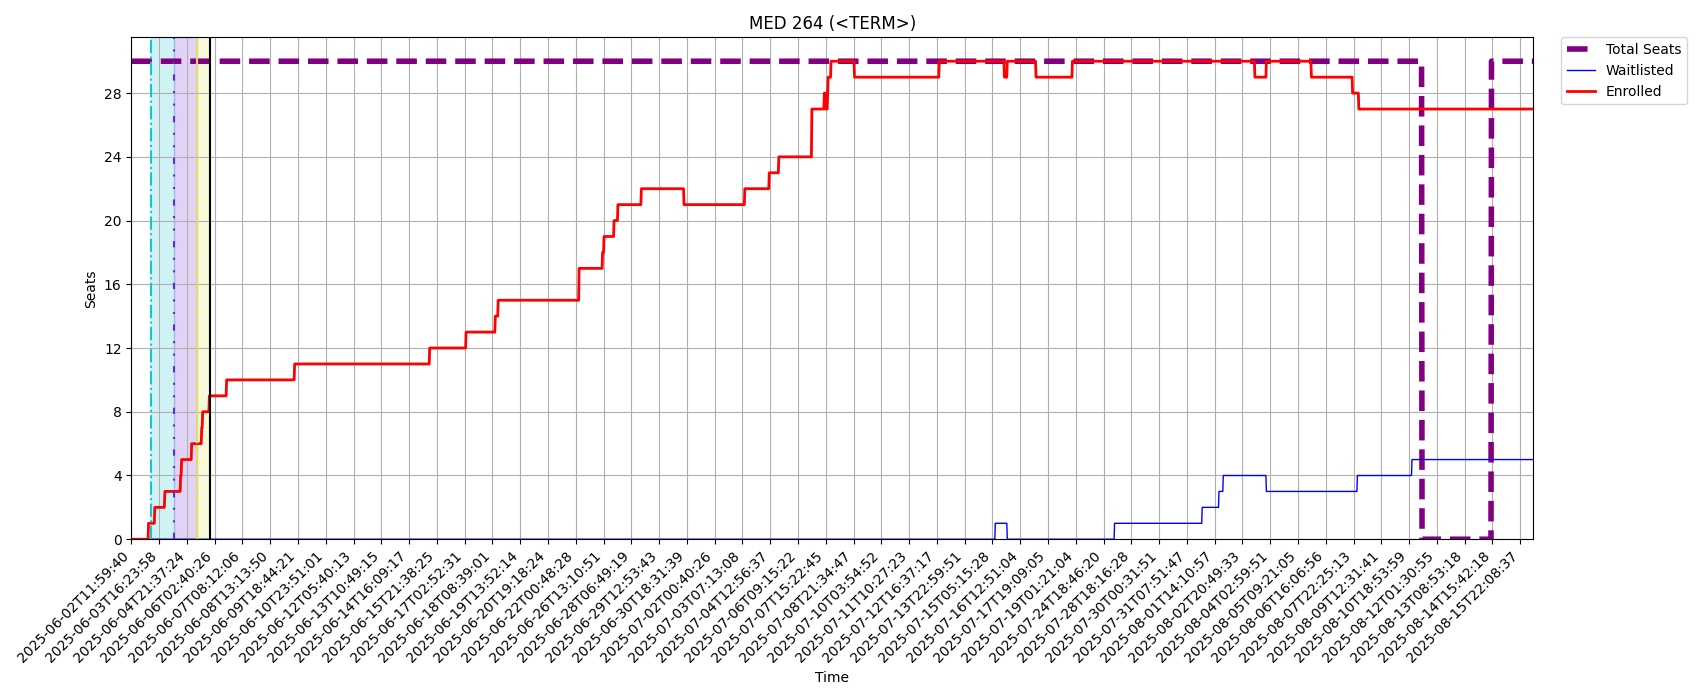 MED 264 (<TERM>)
Total Seats
Waitlisted
Enrolled
Seats
28
24
20
16
12
8
4
0
2025-06-02T11:59:40
2025-06-03T16:23:58
2025-06-04T21:37:24
2025-06-06T02:40:26
2025-06-07T08:12:06
2025-06-08T13:13:50
2025-06-09T18:44:21
2025-06-10T23:51:01
2025-06-12T05:40:13
2025-06-13T10:49:15
2025-06-14T16:09:17
2025-06-15T21:38:25
2025-06-17T02:52:31
2025-06-18T08:39:01
2025-06-19T13:52:14
2025-06-20T19:18:24
2025-06-22T00:48:28
2025-06-26T13:10:51
2025-06-28T06:49:19
2025-06-29T12:53:43
2025-06-30T18:31:39
2025-07-02T00:40:26
2025-07-03T07:13:08
2025-07-04T12:56:37
2025-07-06T09:15:22
2025-07-07T15:22:45
2025-07-08T21:34:47
2025-07-10T03:54:52
2025-07-11T10:27:23
2025-07-12T16:37:17
2025-07-13T22:59:51
2025-07-15T05:15:28
2025-07-16T12:51:04
2025-07-17T19:09:05
2025-07-19T01:21:04
2025-07-24T18:46:20
2025-07-28T18:16:28
2025-07-30T00:31:51
2025-07-31T07:51:47
2025-08-01T14:10:57
2025-08-02T20:49:33
2025-08-04T02:59:51
2025-08-05T09:21:05
2025-08-06T16:06:56
2025-08-07T22:25:13
2025-08-09T12:31:41
2025-08-10T18:53:59
2025-08-12T01:30:55
2025-08-13T08:53:18
2025-08-14T15:42:18
2025-08-15T22:08:37
Time